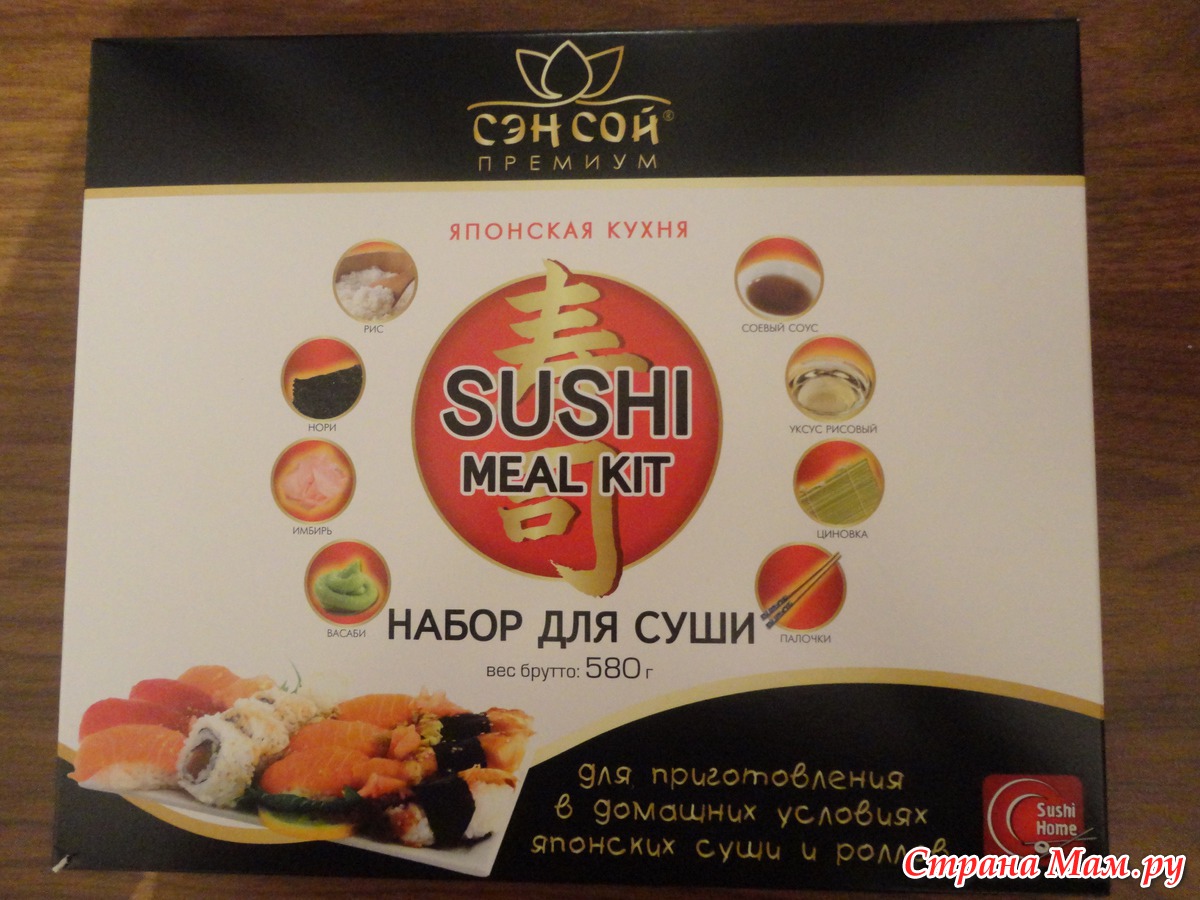 СЭН СОЙ®
ПРЕМИУМ
ЯПОНСКАЯ КУХНЯ
寿司
SUSHI
MEAL KIT
РИС
НОРИ
ИМБИРЬ
ВАСАБИ
СОЕВЫЙ СОУС
УКСУС РИСОВЫЙ
ЦИНОВКА
ПАЛОЧКИ
НАБОР ДЛЯ СУШИ
вес брутто: 580 г
для приготовления
в домашних условиях
японских суши и роллов
Sushi
Home
Страна Мам.ру